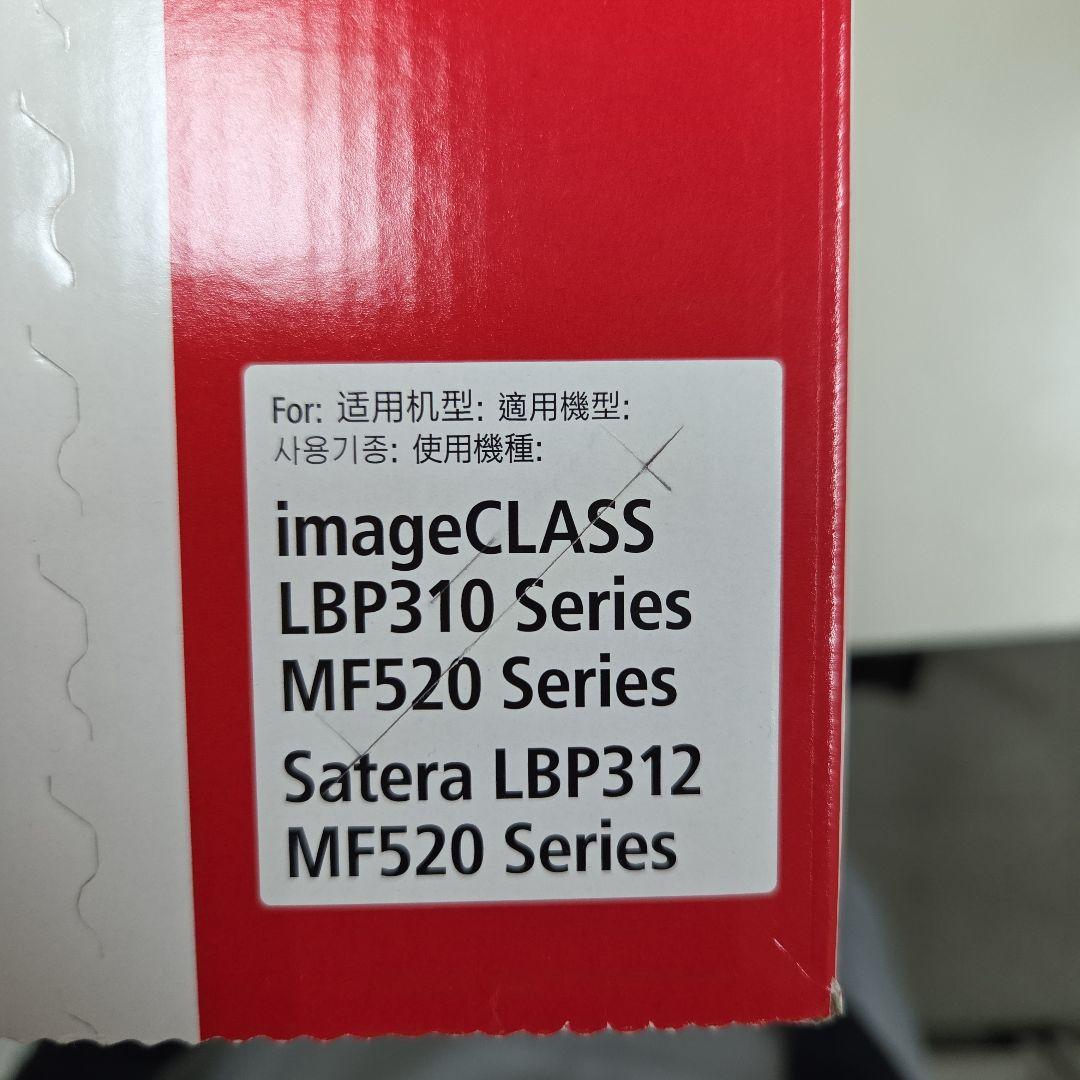 For: 适用机型: 適用機型:
사용기종: 使用機種:
imageCLASS
LBP310 Series
MF520 Series
Satera LBP312
MF520 Series